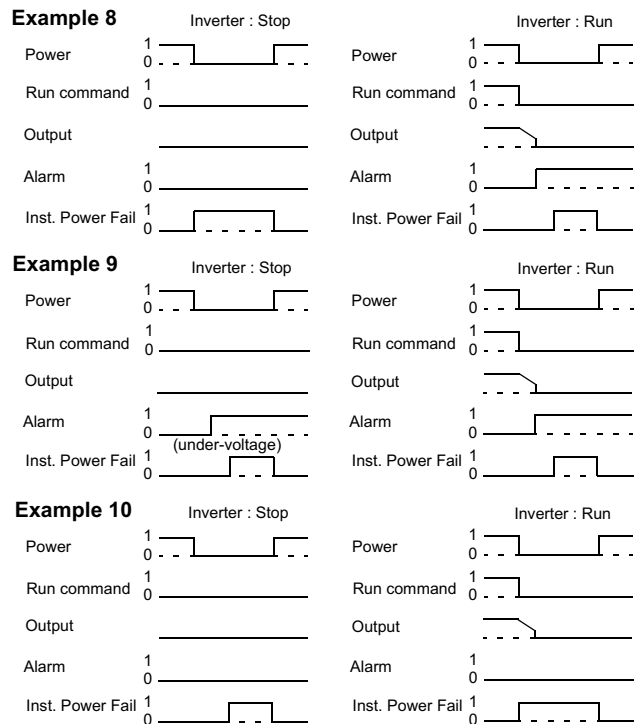 Example 8
Inverter : Stop
Inverter : Run
Power 1 0
Power 1 0
Run command 1 0
Run command 1 0
Output
Output
Alarm 1 0
Alarm 1 0
Inst. Power Fail 1 0
Inst. Power Fail 1 0
Example 9
Inverter : Stop
Inverter : Run
Power 1 0
Power 1 0
Run command 1 0
Run command 1 0
Output
Output
Alarm 1 0
Alarm 1 0
(under-voltage)
Inst. Power Fail 1 0
Inst. Power Fail 1 0
Example 10
Inverter : Stop
Inverter : Run
Power 1 0
Power 1 0
Run command 1 0
Run command 1 0
Output
Output
Alarm 1 0
Alarm 1 0
Inst. Power Fail 1 0
Inst. Power Fail 1 0